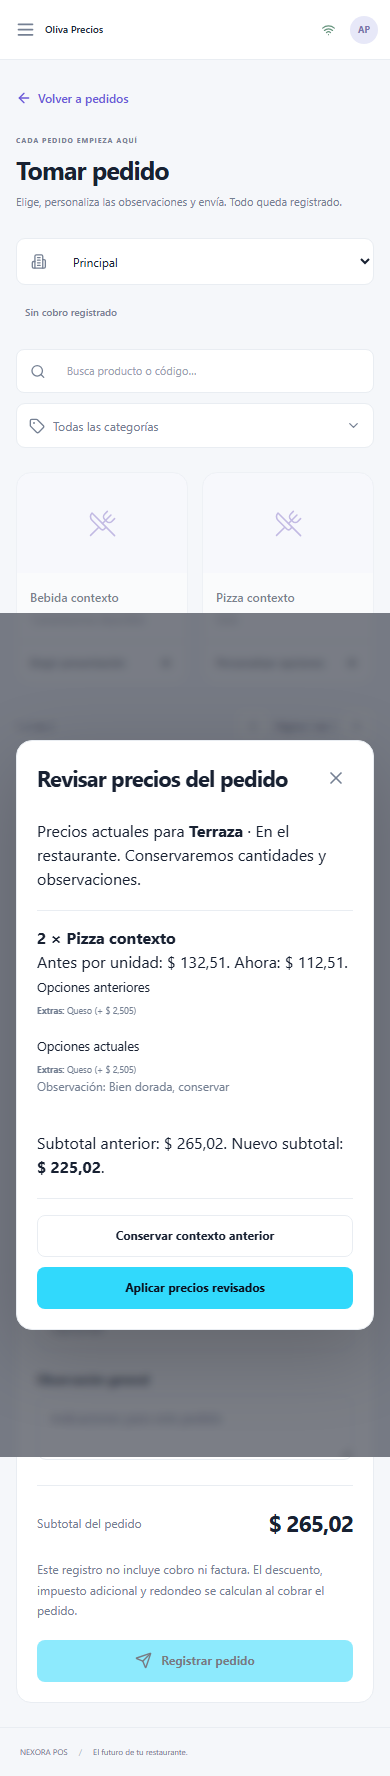 Oliva Precios
AP
Volver a pedidos
CADA PEDIDO EMPIEZA AQUÍ
Tomar pedido
Elige, personaliza las observaciones y envía. Todo queda registrado.
Principal
Sin cobro registrado
Busca producto o código...
Todas las categorías
Bebida contexto
Pizza contexto
Revisar precios del pedido
Precios actuales para Terraza · En el
restaurante. Conservaremos cantidades y
observaciones.
2 × Pizza contexto
Antes por unidad: $ 132,51. Ahora: $ 112,51.
Opciones anteriores
Extras: Queso (+ $ 2,505)
Opciones actuales
Extras: Queso (+ $ 2,505)
Observación: Bien dorada, conservar
Subtotal anterior: $ 265,02. Nuevo subtotal:
$ 225,02.
Conservar contexto anterior
Aplicar precios revisados
Subtotal del pedido
$ 265,02
Este registro no incluye cobro ni factura. El descuento,
impuesto adicional y redondeo se calculan al cobrar el
pedido.
Registrar pedido
NEXORA POS / El futuro de tu restaurante.